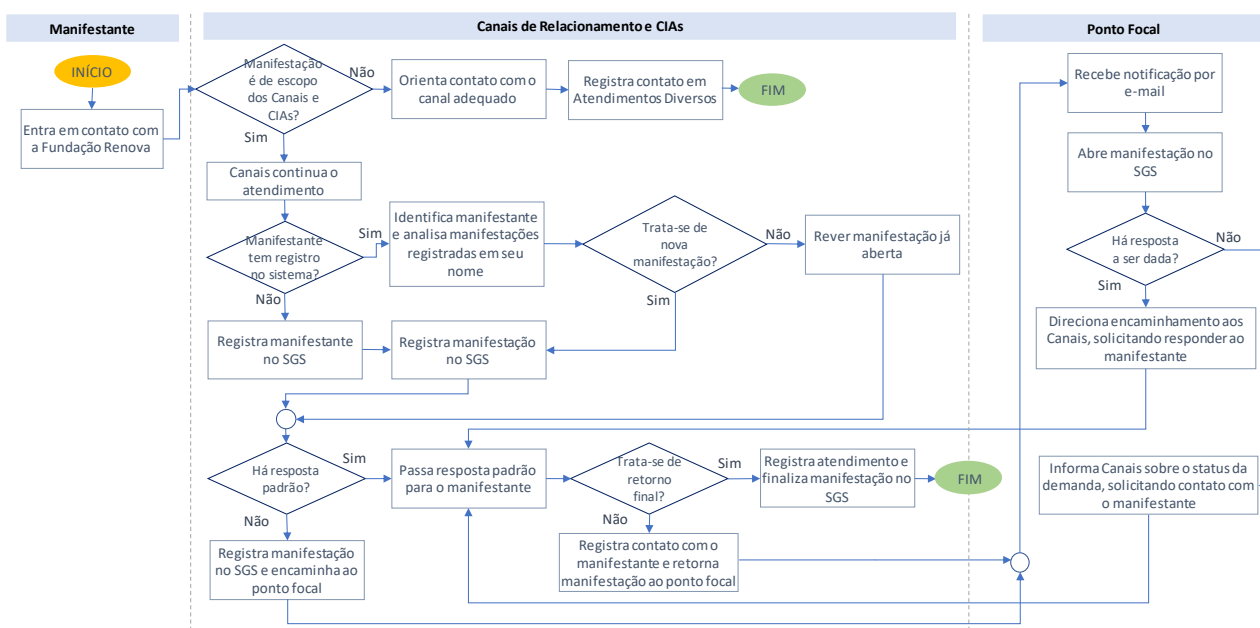 Manifestante
Canais de Relacionamento e CIAs
Ponto Focal
INÍCIO
Entra em contato com
a Fundação Renova
Manifestação
é de escopo
dos Canais e
CIAs?
Não
Sim
Orienta contato com o
canal adequado
Registra contato em
Atendimentos Diversos
FIM
Canais continua o
atendimento
Manifestante
tem registro
no sistema?
Sim
Não
Identifica manifestante
e analisa manifestações
registradas em seu
nome
Trata-se de
nova
manifestação?
Não
Sim
Rever manifestação já
aberta
Registra manifestante
no SGS
Registra manifestação
no SGS
Há resposta
padrão?
Sim
Não
Passa resposta padrão
para o manifestante
Trata-se de
retorno
final?
Sim
Não
Registra atendimento e
finaliza manifestação no
SGS
FIM
Registra manifestação
no SGS e encaminha ao
ponto focal
Registra contato com o
manifestante e retorna
manifestação ao ponto focal
Recebe notificação por
e-mail
Abre manifestação no
SGS
Há resposta
a ser dada?
Não
Sim
Direciona encaminhamento aos
Canais, solicitando responder ao
manifestante
Informa Canais sobre o status da
demanda, solicitando contato com
o manifestante